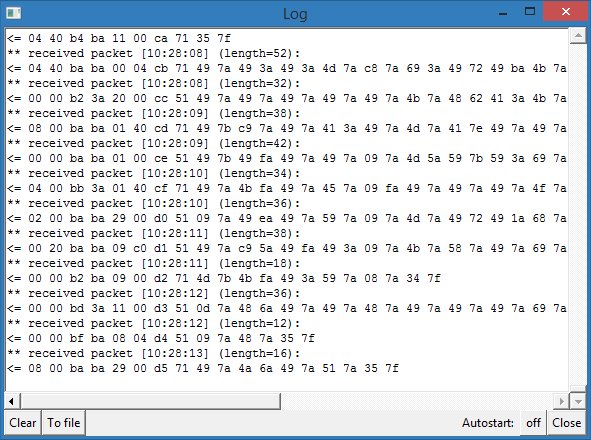 Log
<= 04 40 b4 ba 11 00 ca 71 35 7f
** received packet [10:28:08] (length=52):
<= 04 40 ba ba 00 04 cb 71 49 7a 49 3a 49 3a 4d 7a c8 7a 69 3a 49 72 49 ba 4b 7a
** received packet [10:28:08] (length=32):
<= 00 00 b2 3a 20 00 cc 51 49 7a 49 7a 49 7a 49 7a 49 7a 4b 7a 48 62 41 3a 4b 7a
** received packet [10:28:09] (length=38):
<= 08 00 ba ba 01 40 cd 71 49 7b c9 7a 49 7a 41 3a 49 7a 4d 7a 41 7e 49 7a 49 7a
** received packet [10:28:09] (length=42):
<= 00 00 ba ba 01 00 ce 51 49 7b 49 fa 49 7a 49 7a 09 7a 4d 5a 59 7b 59 3a 69 7a
** received packet [10:28:10] (length=34):
<= 04 00 bb 3a 01 40 cf 71 49 7a 4b fa 49 7a 45 7a 09 fa 49 7a 49 7a 49 7a 4f 7a
** received packet [10:28:10] (length=36):
<= 02 00 ba ba 29 00 d0 51 09 7a 49 ea 49 7a 59 7a 09 7a 4d 7a 49 72 49 1a 68 7a
** received packet [10:28:11] (length=38):
<= 00 20 ba ba 09 c0 d1 51 49 7a c9 5a 49 fa 49 3a 09 7a 4b 7a 58 7a 49 7a 69 7a
** received packet [10:28:11] (length=18):
<= 00 00 b2 ba 09 00 d2 71 4d 7b 4b fa 49 3a 59 7a 08 7a 34 7f
** received packet [10:28:12] (length=36):
<= 00 00 bd 3a 11 00 d3 51 0d 7a 48 6a 49 7a 49 7a 48 7a 49 7a 49 7a 49 7a 69 7a
** received packet [10:28:12] (length=12):
<= 00 00 bf ba 08 04 d4 51 09 7a 48 7a 35 7f
** received packet [10:28:13] (length=16):
<= 08 00 ba ba 29 00 d5 71 49 7a 4a 6a 49 7a 51 7a 35 7f
Clear To file Autostart: off Close